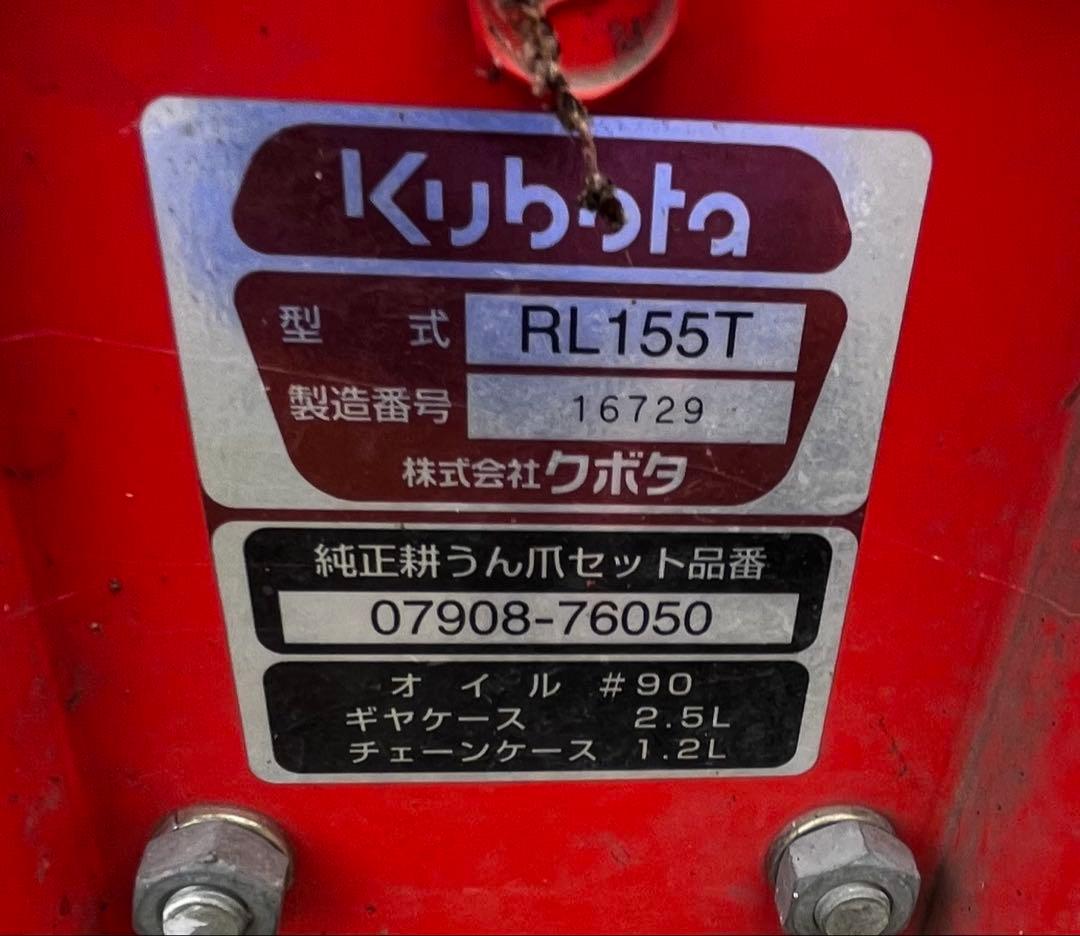 Kubota
型 式 RL155T
製造番号 16729
株式会社クボタ
純正耕うん爪セット品番
07908-76050
オイル #90
ギヤケース 2.5L
チェーンケース 1.2L